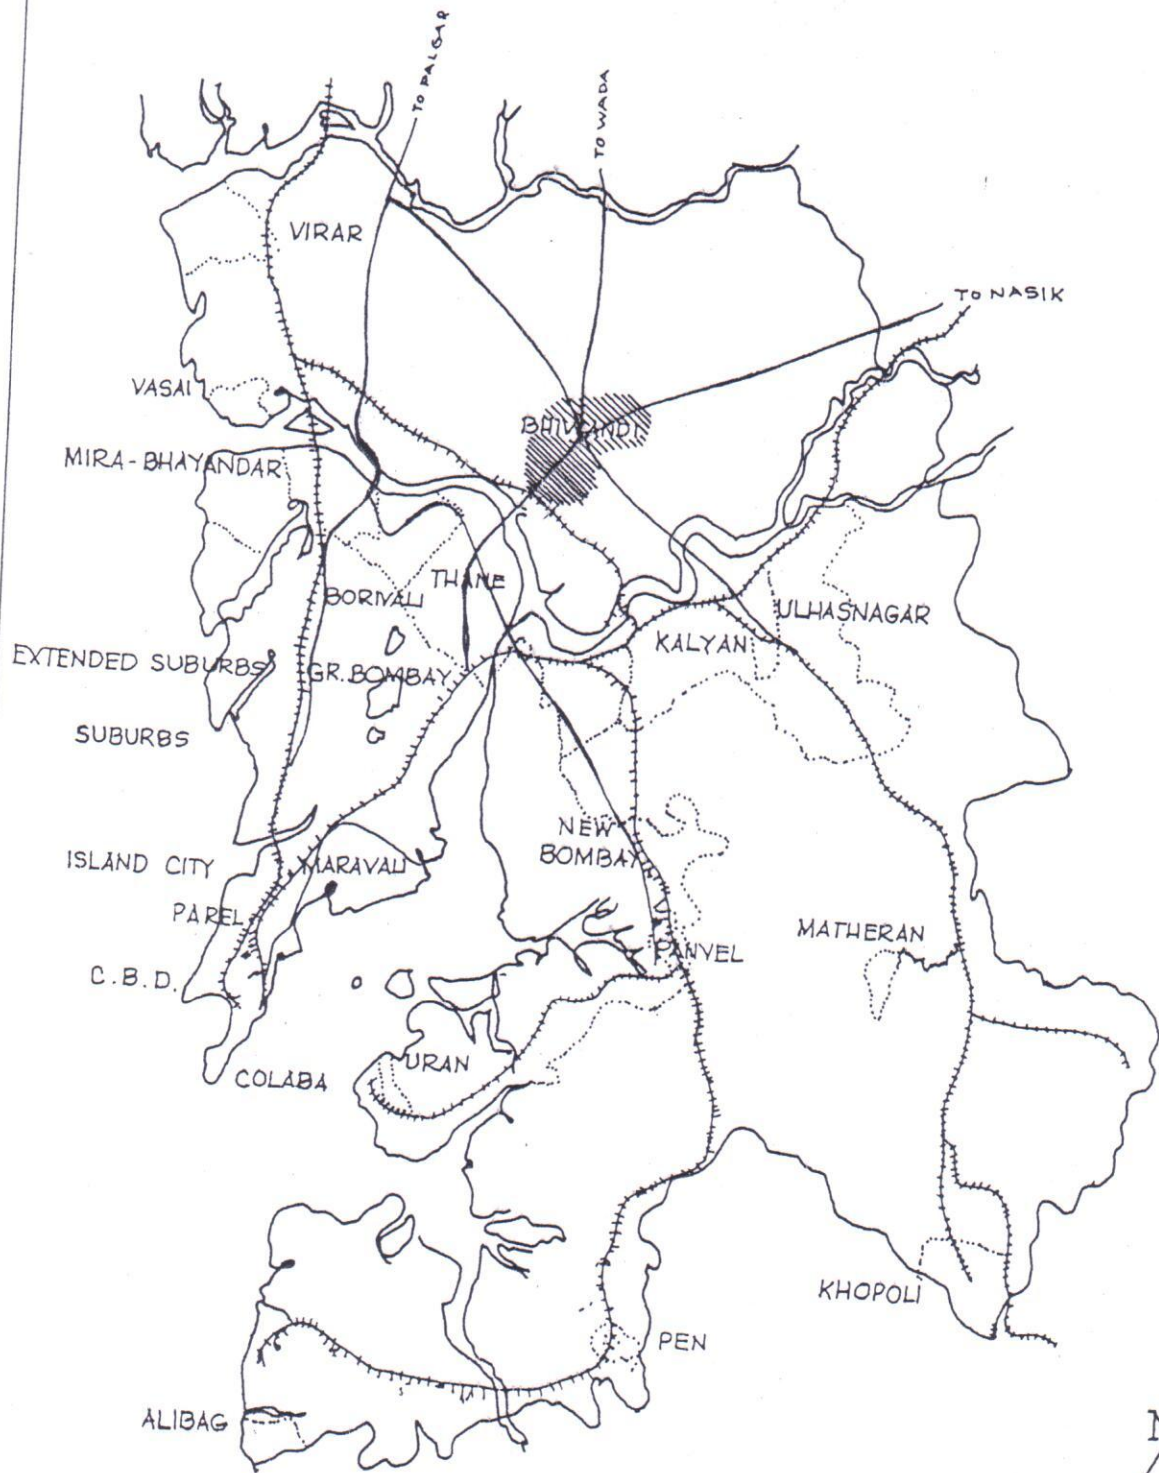 TO PALGAR
TO WADA
VIRAR
TO NASIK
VASAI
BHIWANDI
MIRA-BHAYANDAR
THANE
BORIVALI
ULHASNAGAR
KALYAN
EXTENDED SUBURBS
GR. BOMBAY
SUBURBS
NEW
BOMBAY
ISLAND CITY
MARAVALI
PAREL
MATHERAN
PANVEL
C.B.D.
URAN
COLABA
KHOPOLI
PEN
ALIBAG
N